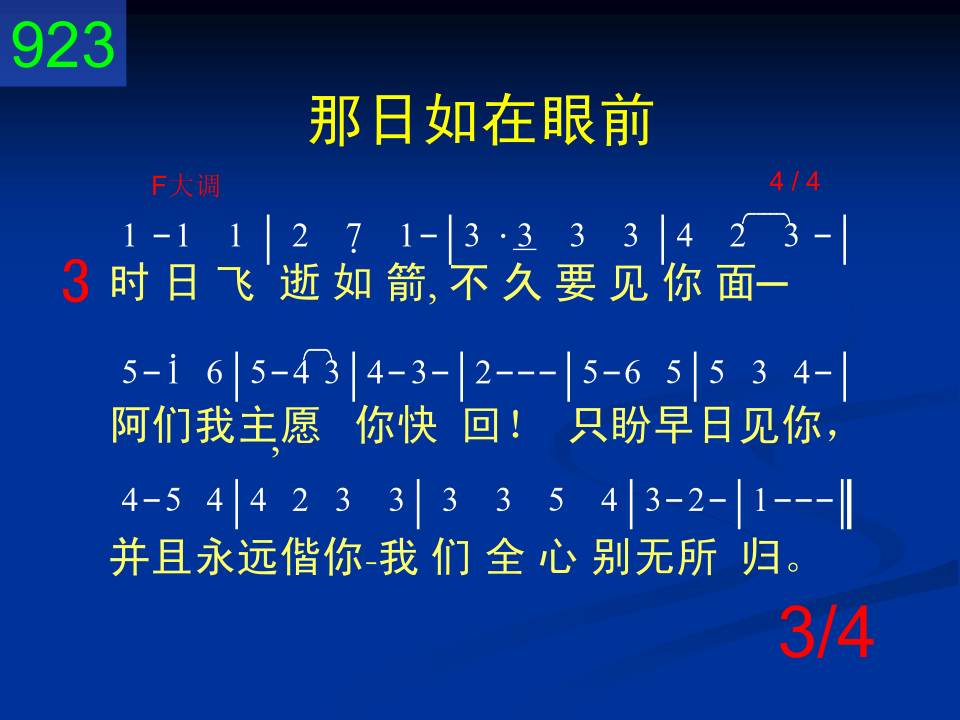 923
那日如在眼前
F大调 4 / 4
1 －1 1 | 2 7̣ 1－| 3 · 3̲ 3 3 | 4 2 3 －|
3 时 日 飞 逝 如 箭, 不 久 要 见 你 面─
5－i 6 | 5－4 3 | 4－3－| 2－－－| 5－6 5 | 5 3 4－|
阿们我主, 愿 你快 回！ 只盼早日见你，
4－5 4 | 4 2 3 3 | 3 3 5 4 | 3－2－| 1－－－‖
并且永远偕你-我 们 全 心 别无所 归。
3/4